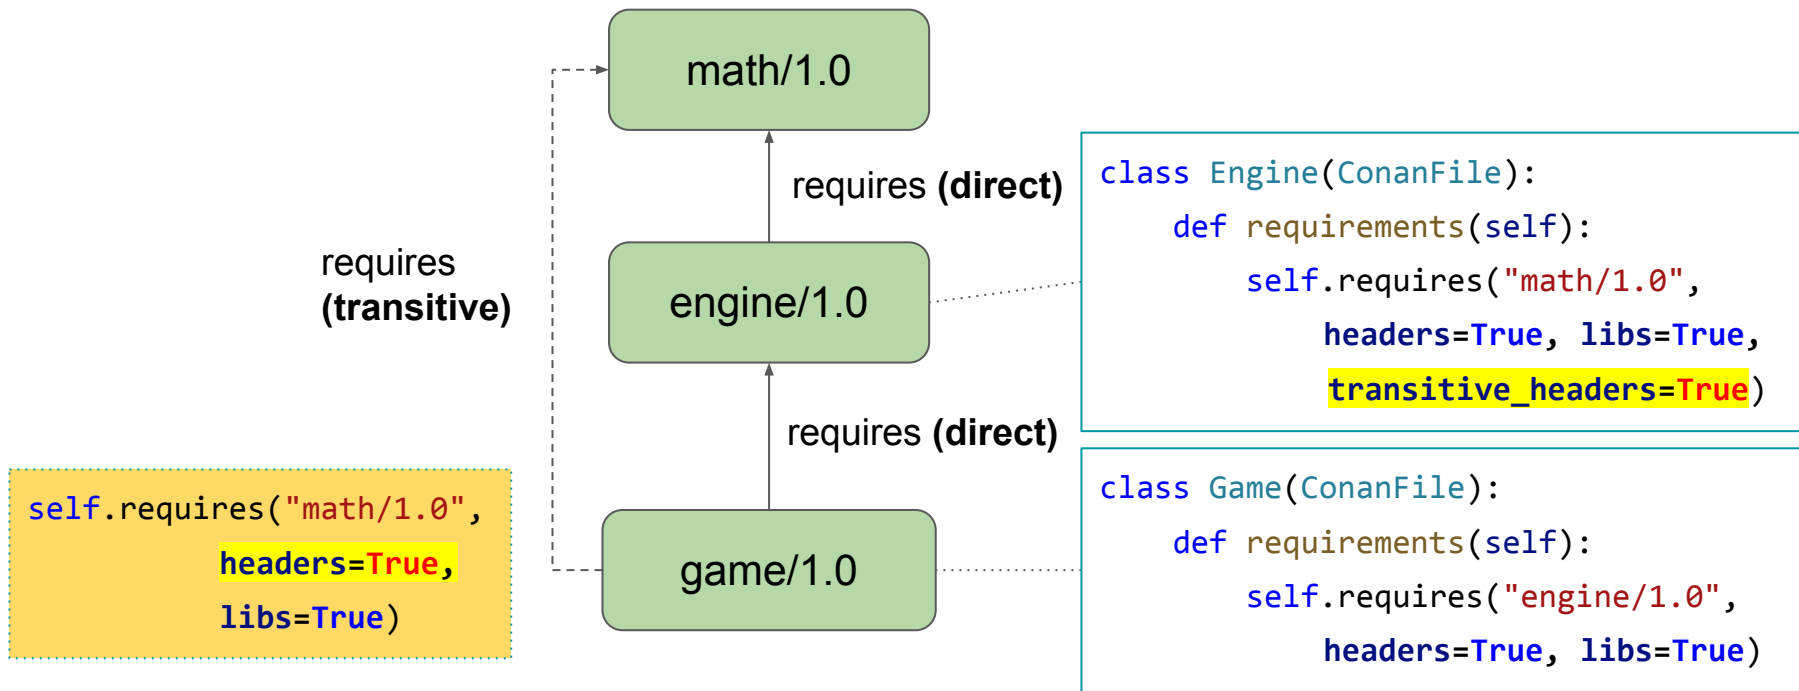 math/1.0
requires (direct)
class Engine(ConanFile):
def requirements(self):
self.requires("math/1.0",
headers=True, libs=True,
transitive_headers=True)
requires
(transitive)
engine/1.0
requires (direct)
self.requires("math/1.0",
headers=True,
libs=True)
game/1.0
class Game(ConanFile):
def requirements(self):
self.requires("engine/1.0",
headers=True, libs=True)